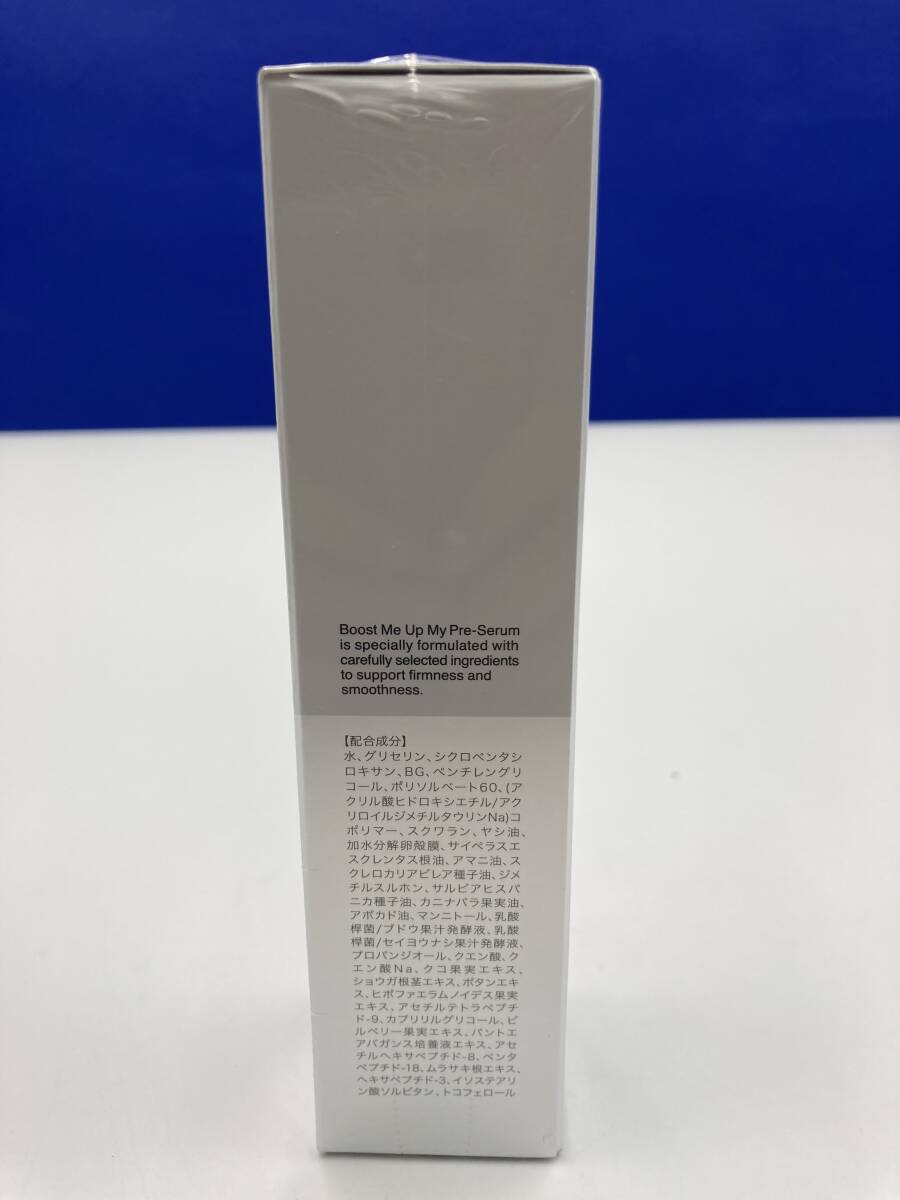 Boost Me Up My Pre-Serum
is specially formulated with
carefully selected ingredients
to support firmness and
smoothness.
【配合成分】
水、グリセリン、シクロペンタシ
ロキサン、BG、ペンチレングリ
コール、ポリソルベート60、(ア
クリル酸ヒドロキシエチル/アク
リロイルジメチルタウリンNa)コ
ポリマー、スクワラン、ヤシ油、
加水分解卵殻膜、サイペラスエ
スクレンタス根油、アマニ油、ス
クレロカリアビレア種子油、ジメ
チルスルホン、サルビアヒスパ
ニカ種子油、カニナバラ果実油、
アボカド油、マンニトール、乳酸
桿菌/ブドウ果汁発酵液、乳酸
桿菌/セイヨウナシ果汁発酵液、
プロパンジオール、クエン酸、ク
エン酸Na、クコ果実エキス、
ショウガ根茎エキス、ボタンエキ
ス、ヒポファエラムノイデス果実
エキス、アセチルテトラペプチ
ド-9、カプリリルグリコール、ビ
ルベリー果実エキス、パントエ
アバガンス培養液エキス、アセ
チルヘキサペプチド-8、ペンタ
ペプチド-18、ムラサキ根エキス、
ヘキサペプチド-3、イソステアリ
ン酸ソルビタン、トコフェロール